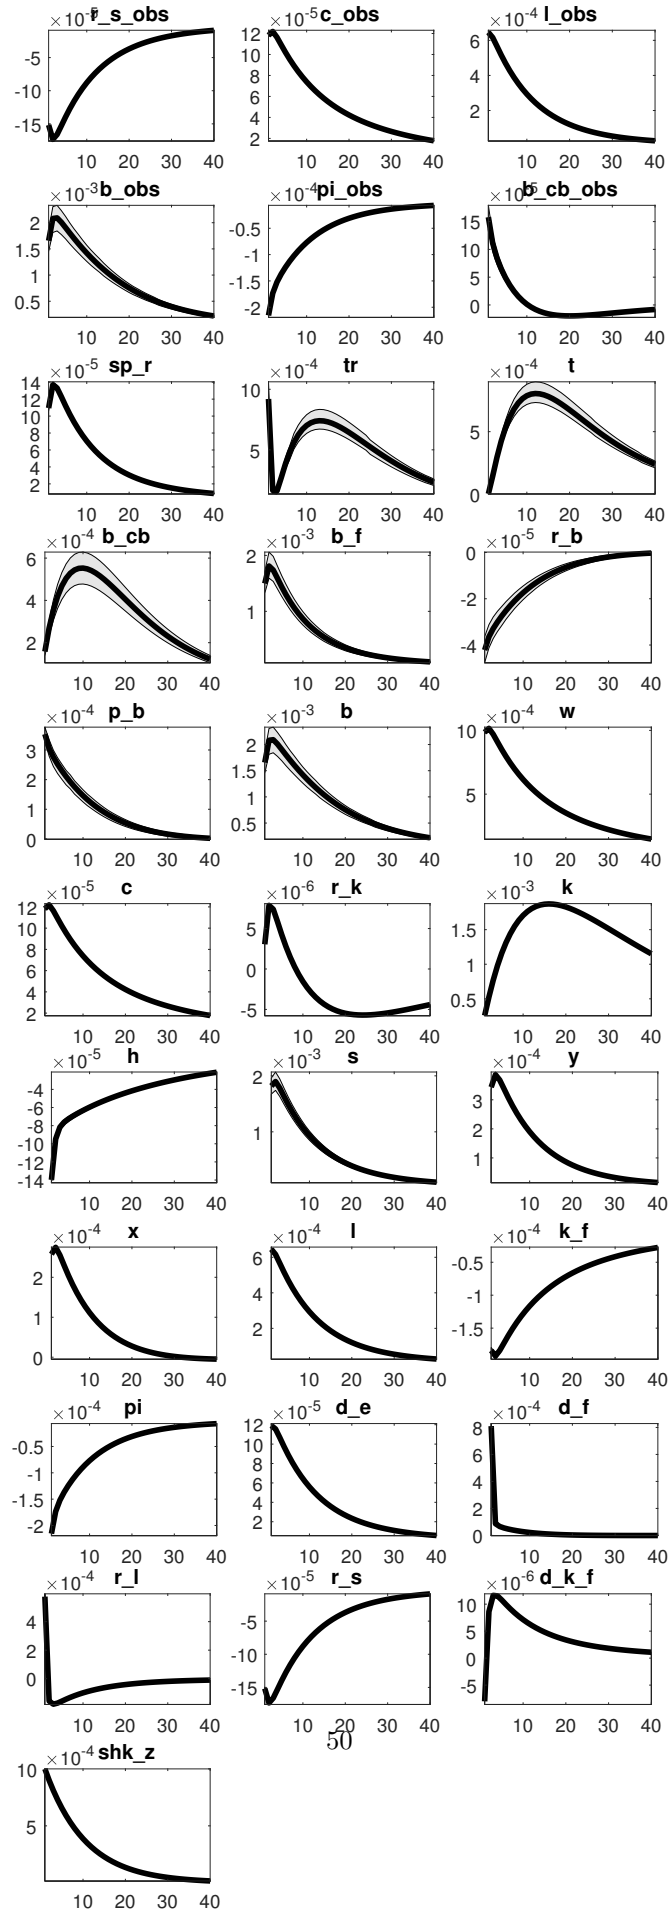 ×10^-5 r_s_obs ×10^-5 c_obs ×10^-4 l_obs
-5 12 6
-10 10 4
-15 8 2
6
4
2
10 20 30 40 10 20 30 40 10 20 30 40
×10^-3 b_obs ×10^-4 pi_obs b_cb_obs
2 -0.5 15
1.5 -1 10
1 -1.5 5
0.5 -2 0
10 20 30 40 10 20 30 40 10 20 30 40
×10^-5 sp_r ×10^-4 tr ×10^-4 t
14 10 5
12 5 0
10
8
6
4
2
10 20 30 40 10 20 30 40 10 20 30 40
×10^-4 b_cb ×10^-3 b_f ×10^-5 r_b
6 2 0
4 1 -2
2 -4
10 20 30 40 10 20 30 40 10 20 30 40
×10^-4 p_b ×10^-3 b ×10^-4 w
3 2 10
2 1.5 5
1 1
0 0.5
10 20 30 40 10 20 30 40 10 20 30 40
×10^-5 c ×10^-6 r_k ×10^-3 k
12 5 1.5
10 0 1
8 -5 0.5
6
4
2
10 20 30 40 10 20 30 40 10 20 30 40
×10^-5 h ×10^-3 s ×10^-4 y
-4 2 3
-6 1 2
-8 1
-10
-12
-14
10 20 30 40 10 20 30 40 10 20 30 40
×10^-4 x ×10^-4 l ×10^-4 k_f
2 6 -0.5
1 4 -1
0 2 -1.5
10 20 30 40 10 20 30 40 10 20 30 40
×10^-4 pi ×10^-5 d_e ×10^-4 d_f
-0.5 12 8
-1 10 6
-1.5 8 4
-2 6 2
4 0
2
10 20 30 40 10 20 30 40 10 20 30 40
×10^-4 r_l ×10^-5 r_s ×10^-6 d_k_f
4 -5 10
2 -10 5
0 -15 0
-5
10 20 30 40 10 20 30 40 10 20 30 40
50
×10^-4 shk_z
10
5
10 20 30 40